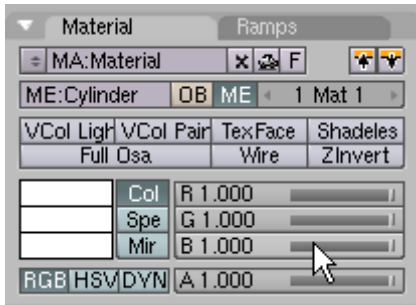 Material Ramps
MA:Material X F
ME:Cylinder OB ME 1 Mat 1
VCol Ligh VCol Pain TexFace Shadeles
Full Osa Wire ZInvert
Col R 1.000
Spe G 1.000
Mir B 1.000
RGB HSV DYN A 1.000